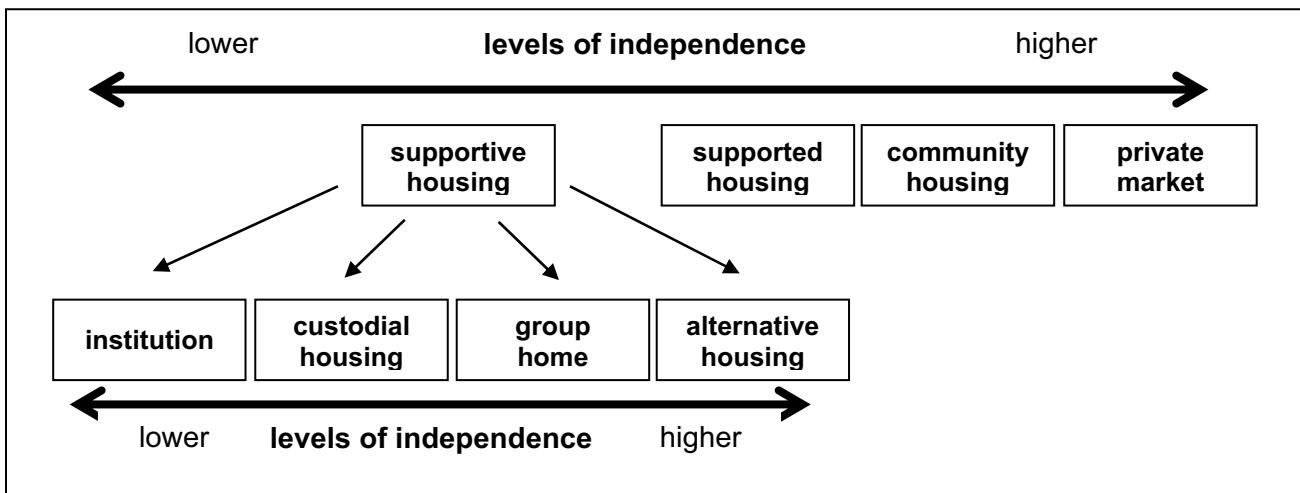 lower levels of independence higher
supportive housing
supported housing
community housing
private market
institution
custodial housing
group home
alternative housing
lower levels of independence higher